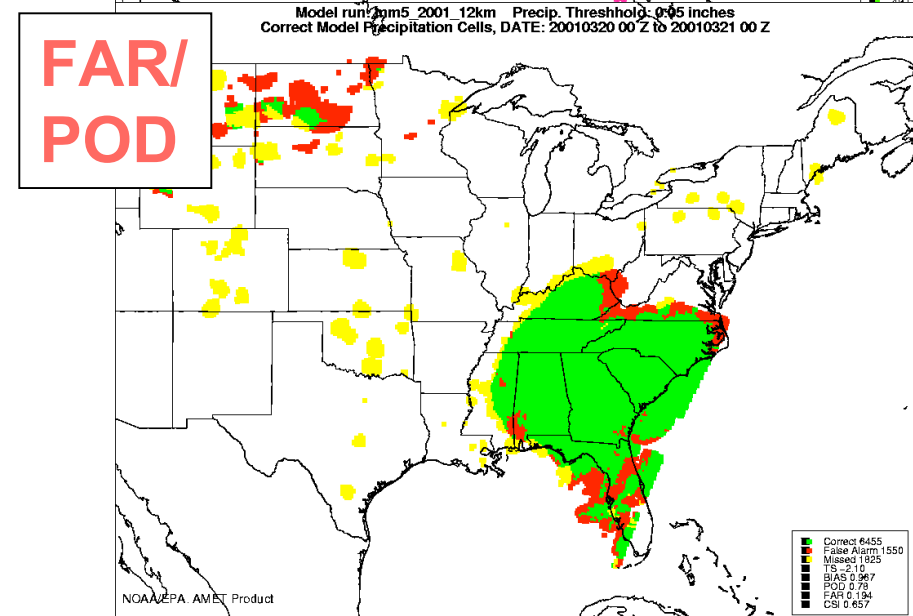 Model run: mm5_2001_12km Precip. Threshhold: 0.05 inches
Correct Model Precipitation Cells, DATE: 20010320 00 Z to 20010321 00 Z
FAR/
POD
Correct 6455
False Alarm 1550
Missed 1825
TS -2.10
BIAS 0.967
POD 0.78
FAR 0.194
CSI 0.657
NOAA/EPA AMET Product